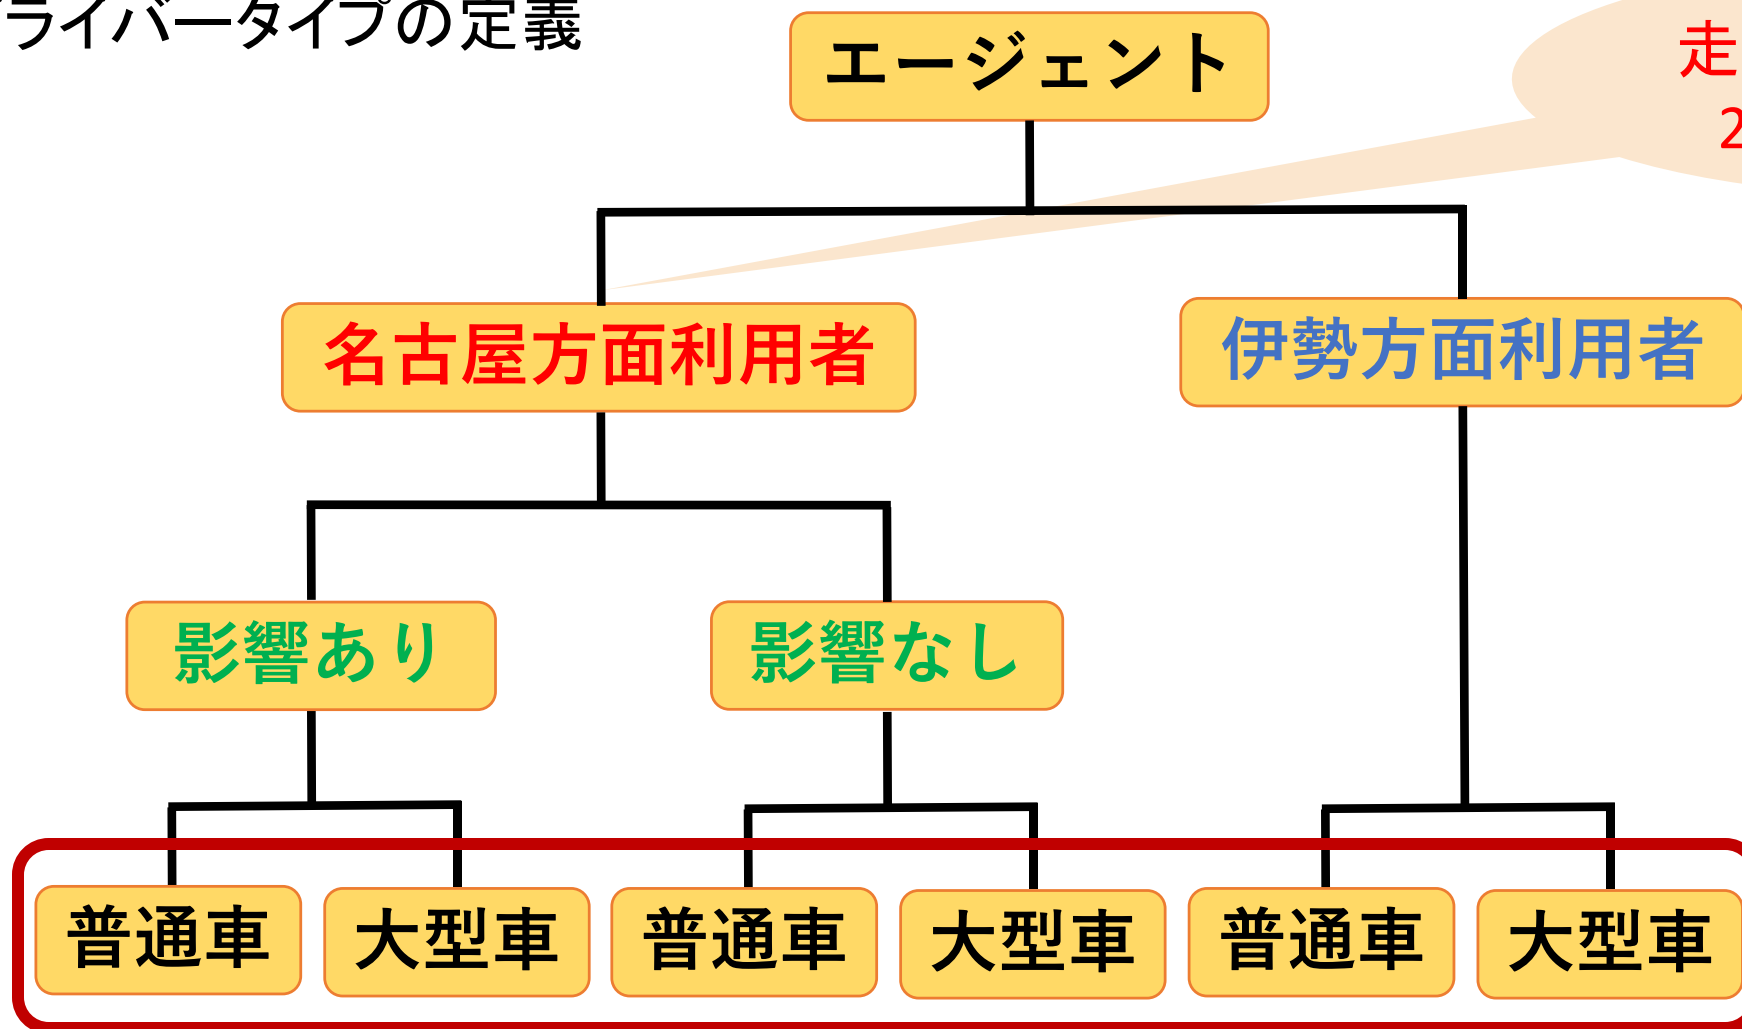 ライバータイプの定義
エージェント
走
2
名古屋方面利用者
伊勢方面利用者
影響あり
影響なし
普通車
大型車
普通車
大型車
普通車
大型車